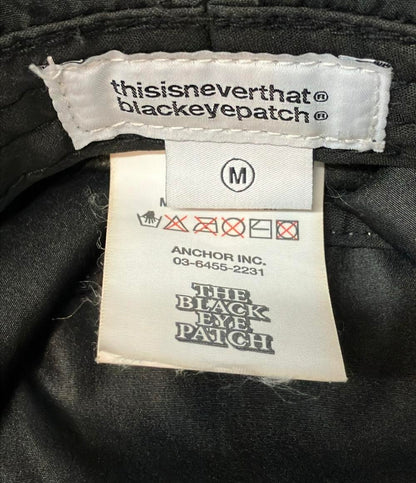 thisisneverthat®
blackeyepatch®
M
ANCHOR INC.
03-6455-2231
THE
BLACK
EYE
PATCH